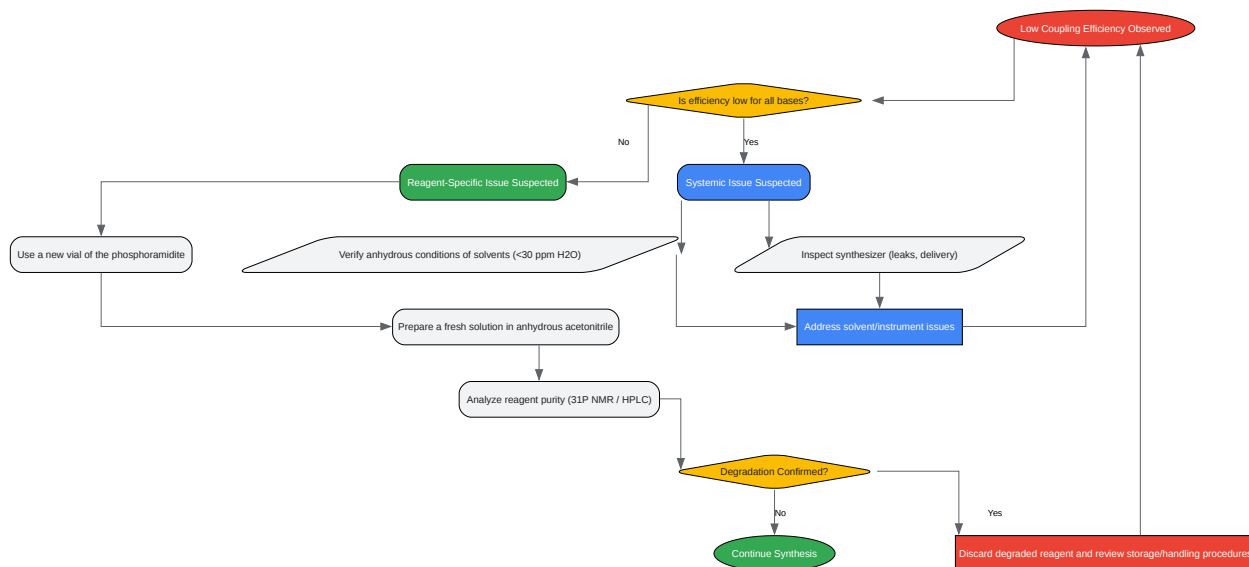 Low Coupling Efficiency Observed
Is efficiency low for all bases?
No
Yes
Reagent-Specific Issue Suspected
Systemic Issue Suspected
Use a new vial of the phosphoramidite
Verify anhydrous conditions of solvents (<30 ppm H2O)
Inspect synthesizer (leaks, delivery)
Prepare a fresh solution in anhydrous acetonitrile
Address solvent/instrument issues
Analyze reagent purity (31P NMR / HPLC)
Degradation Confirmed?
No
Yes
Continue Synthesis
Discard degraded reagent and review storage/handling procedures